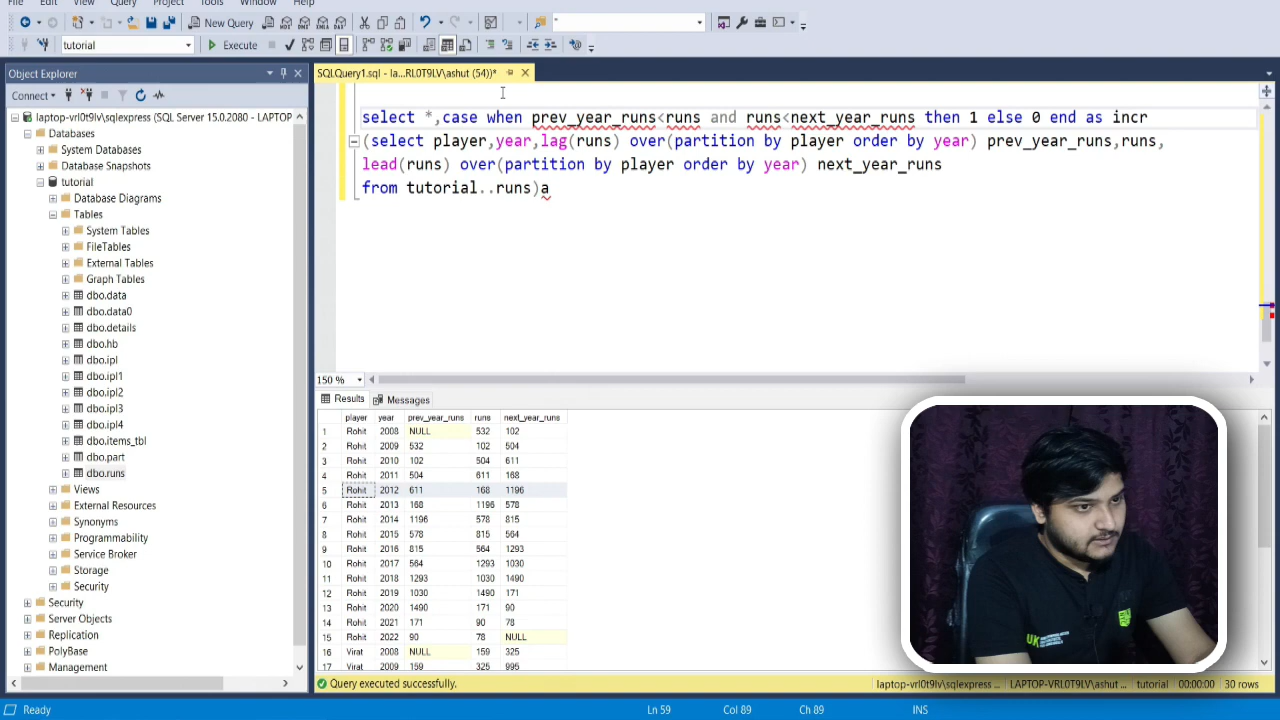 File Edit View Query Project Tools Window Help
New Query
tutorial Execute
Object Explorer
SQLQuery1.sql - la...RL0T9LV\ashut (54))*
Connect
laptop-vrl0t9lv\sqlexpress (SQL Server 15.0.2080 - LAPTOP
Databases
System Databases
Database Snapshots
tutorial
Database Diagrams
Tables
System Tables
FileTables
External Tables
Graph Tables
dbo.data
dbo.data0
dbo.details
dbo.hb
dbo.ipl
dbo.ipl1
dbo.ipl2
dbo.ipl3
dbo.ipl4
dbo.items_tbl
dbo.part
dbo.runs
Views
External Resources
Synonyms
Programmability
Service Broker
Storage
Security
Security
Server Objects
Replication
PolyBase
Management
select *,case when prev_year_runs<runs and runs<next_year_runs then 1 else 0 end as incr
(select player,year,lag(runs) over(partition by player order by year) prev_year_runs,runs,
lead(runs) over(partition by player order by year) next_year_runs
from tutorial..runs)a
150 %
Results Messages
player year prev_year_runs runs next_year_runs
1 Rohit 2008 NULL 532 102
2 Rohit 2009 532 102 504
3 Rohit 2010 102 504 611
4 Rohit 2011 504 611 168
5 Rohit 2012 611 168 1196
6 Rohit 2013 168 1196 578
7 Rohit 2014 1196 578 815
8 Rohit 2015 578 815 564
9 Rohit 2016 815 564 1293
10 Rohit 2017 564 1293 1030
11 Rohit 2018 1293 1030 1490
12 Rohit 2019 1030 1490 171
13 Rohit 2020 1490 171 90
14 Rohit 2021 171 90 78
15 Rohit 2022 90 78 NULL
16 Virat 2008 NULL 159 325
17 Virat 2009 159 325 995
UK
Query executed successfully.
laptop-vrl0t9lv\sqlexpress ... LAPTOP-VRL0T9LV\ashut ... tutorial 00:00:00 30 rows
Ready Ln 59 Col 89 Ch 89 INS